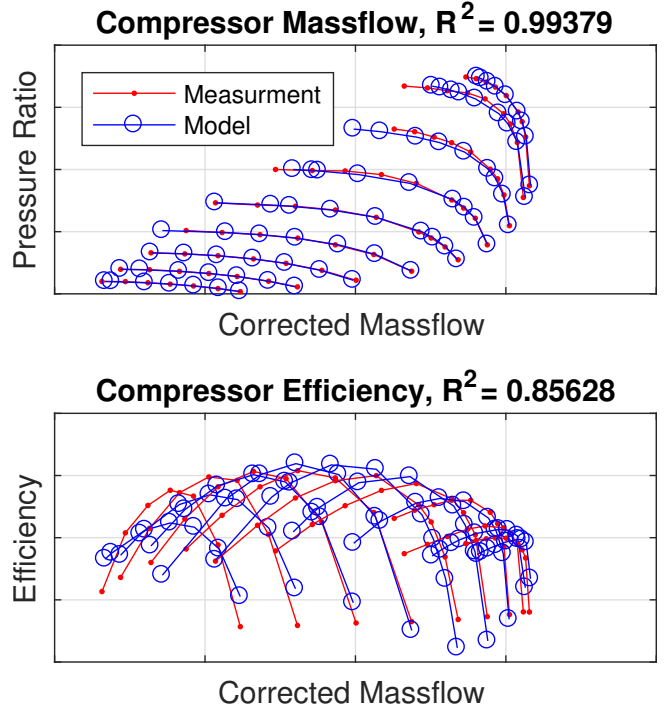 Compressor Massflow, R² = 0.99379
Measurment
Model
Pressure Ratio
Corrected Massflow
Compressor Efficiency, R² = 0.85628
Efficiency
Corrected Massflow